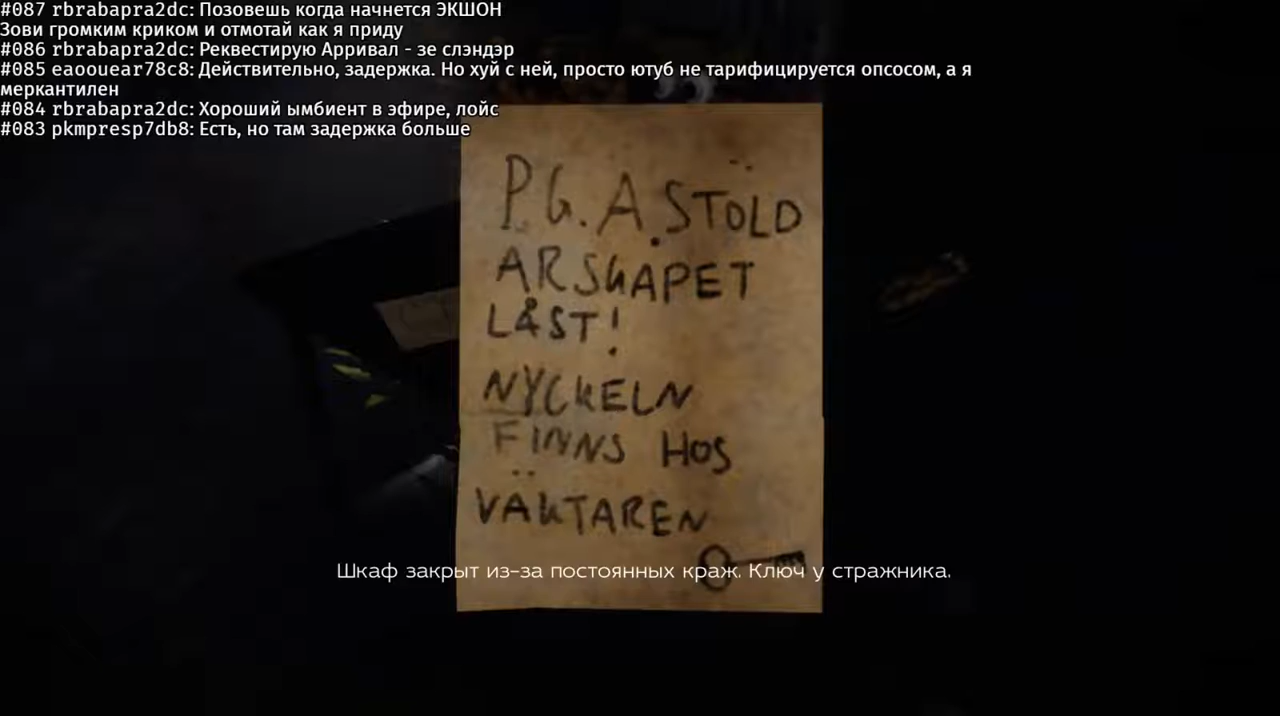 #087 rbrabapra2dc: Позовешь когда начнется ЭКШОН
Зови громким криком и отмотай как я приду
#086 rbrabapra2dc: Реквестирую Арривал - зе слэндэр
#085 eaoouear78c8: Действительно, задержка. Но хуй с ней, просто ютуб не тарифицируется опсосом, а я
меркантилен
#084 rbrabapra2dc: Хороший ымбиент в эфире, лойс
#083 pkmpresp7db8: Есть, но там задержка больше
P.G.A. STÖLD
ÄR SKÅPET
LÅST!
NYCKELN
FINNS HOS
VÄKTAREN
Шкаф закрыт из-за постоянных краж. Ключ у стражника.